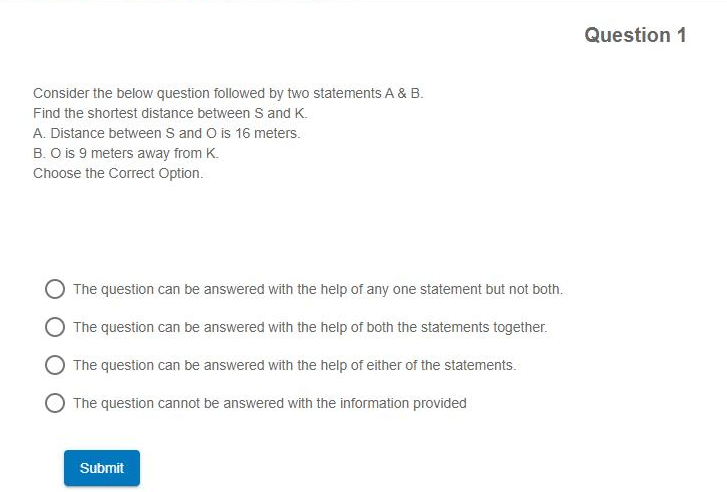 Question 1
Consider the below question followed by two statements A & B.
Find the shortest distance between S and K.
A. Distance between S and O is 16 meters.
B. O is 9 meters away from K.
Choose the Correct Option.
The question can be answered with the help of any one statement but not both.
The question can be answered with the help of both the statements together.
The question can be answered with the help of either of the statements.
The question cannot be answered with the information provided
Submit